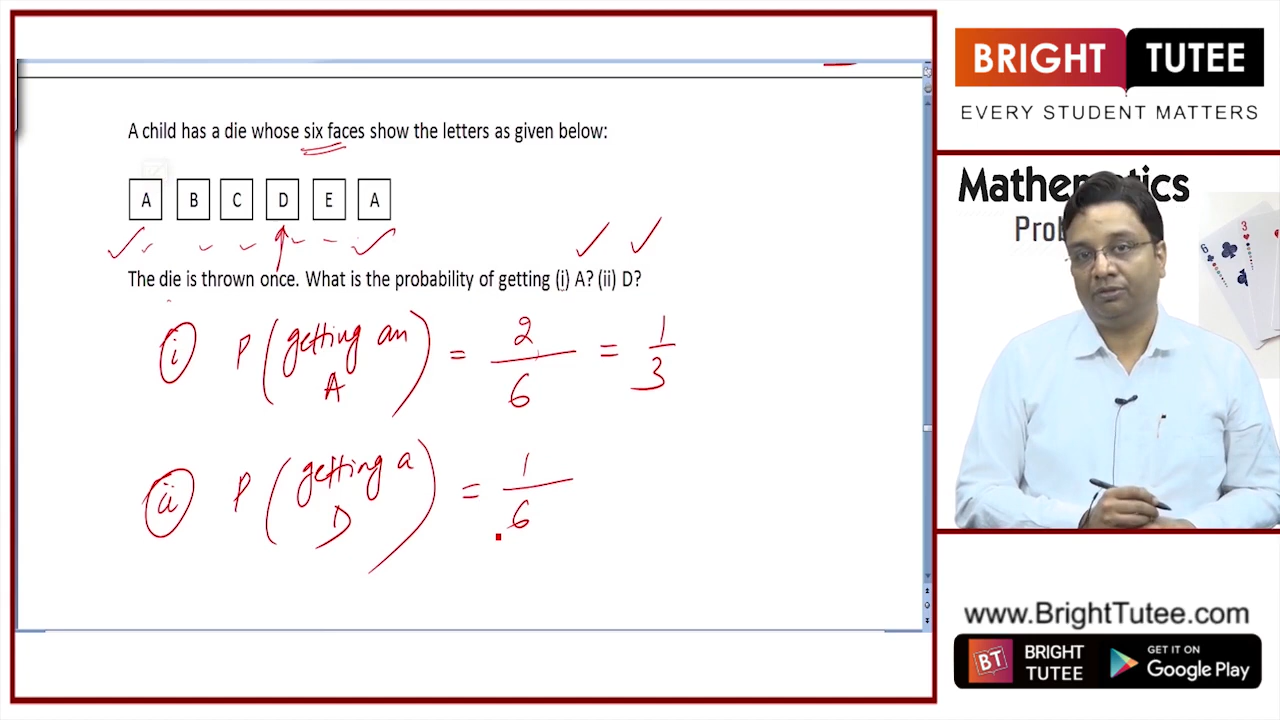 A child has a die whose six faces show the letters as given below:
A B C D E A
The die is thrown once. What is the probability of getting (i) A? (ii) D?
i P (getting an A) = 2/6 = 1/3
ii P (getting a D) = 1/6
BRIGHT TUTEE
EVERY STUDENT MATTERS
Mathematics
Prob
6 3
www.BrightTutee.com
BT BRIGHT TUTEE
GET IT ON
Google Play